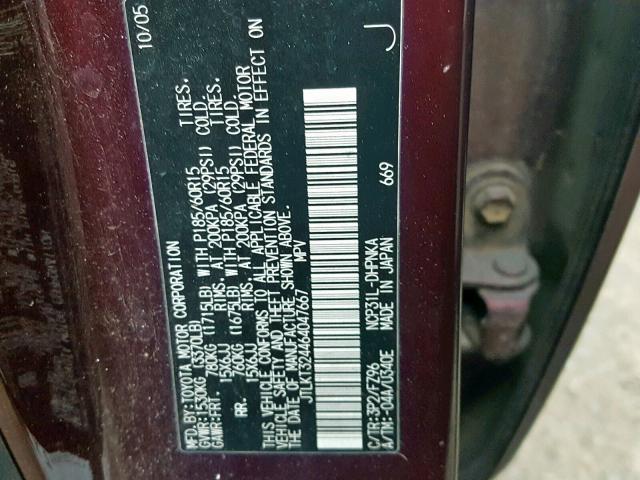 MFD.BY:TOYOTA MOTOR CORPORATION 10/05
GVWR:1530KG (3370LB)
GAWR:FRT. 780KG (1715LB) WITH P185/60R15 TIRES.
15X6JJ RIMS. AT 200KPA (29PSI) COLD.
RR. 760KG (1675LB) WITH P185/60R15 TIRES.
15X6JJ RIMS. AT 200KPA (29PSI) COLD.
THIS VEHICLE CONFORMS TO ALL APPLICABLE FEDERAL MOTOR
VEHICLE SAFETY AND THEFT PREVENTION STANDARDS IN EFFECT ON
THE DATE OF MANUFACTURE SHOWN ABOVE.
JTLKT324464047667 MPV
C/TR:3P2/FZ96 NCP31L-DHPNKA 669 J
A/TM:-04A/U340E MADE IN JAPAN